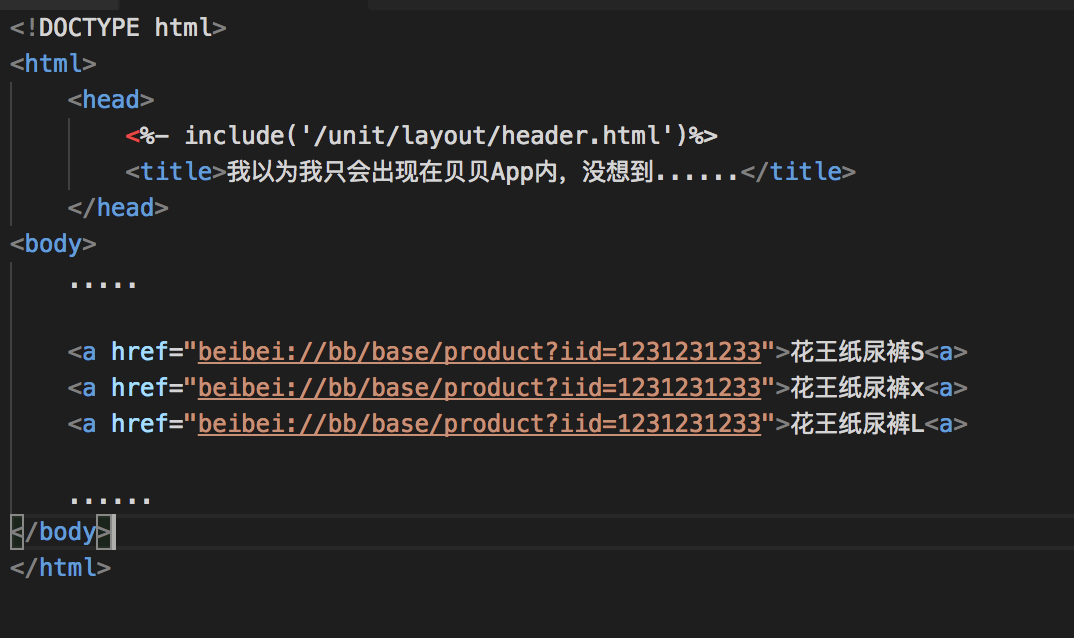 <!DOCTYPE html>
<html>
<head>
<%- include('/unit/layout/header.html')%>
<title>我以为我只会出现在贝贝App内，没想到......</title>
</head>
<body>
.....
<a href="beibei://bb/base/product?iid=1231231233">花王纸尿裤S<a>
<a href="beibei://bb/base/product?iid=1231231233">花王纸尿裤x<a>
<a href="beibei://bb/base/product?iid=1231231233">花王纸尿裤L<a>
......
</body>
</html>